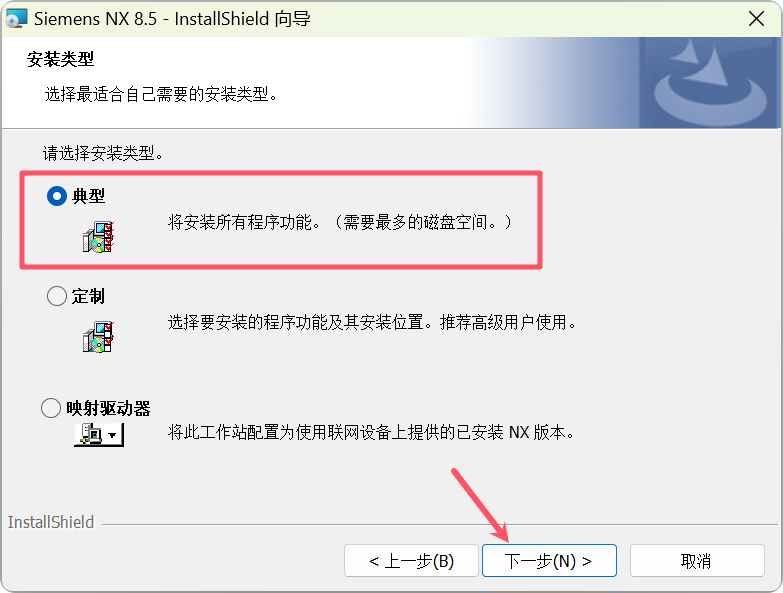 Siemens NX 8.5 - InstallShield 向导
安装类型
选择最适合自己需要的安装类型。
请选择安装类型。
典型
将安装所有程序功能。（需要最多的磁盘空间。）
定制
选择要安装的程序功能及其安装位置。推荐高级用户使用。
映射驱动器
将此工作站配置为使用联网设备上提供的已安装 NX 版本。
InstallShield
< 上一步(B) 下一步(N) > 取消